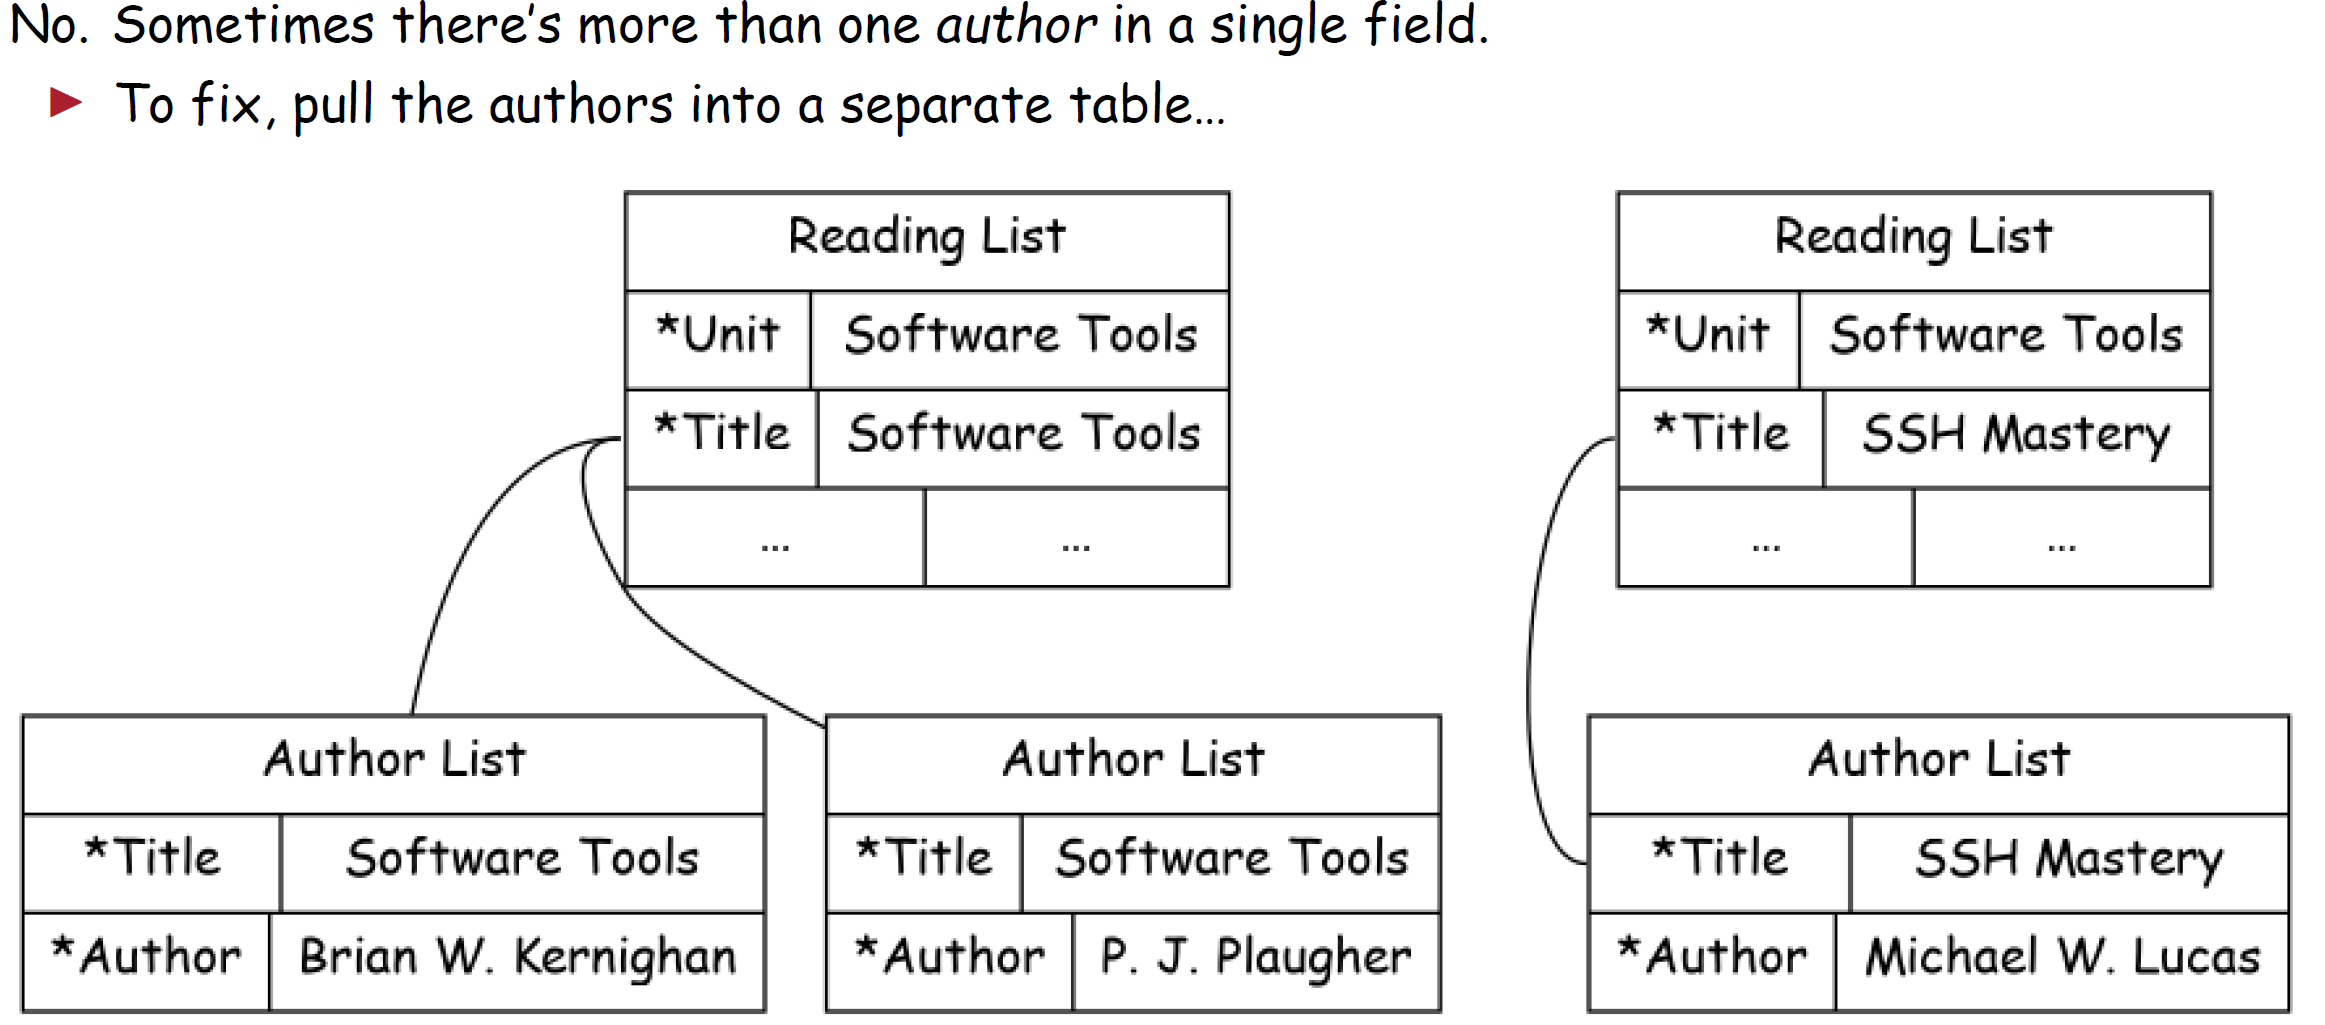 No. Sometimes there's more than one author in a single field.
► To fix, pull the authors into a separate table...
Reading List
*Unit Software Tools
*Title Software Tools
... ...
Reading List
*Unit Software Tools
*Title SSH Mastery
... ...
Author List
*Title Software Tools
*Author Brian W. Kernighan
Author List
*Title Software Tools
*Author P. J. Plaugher
Author List
*Title SSH Mastery
*Author Michael W. Lucas